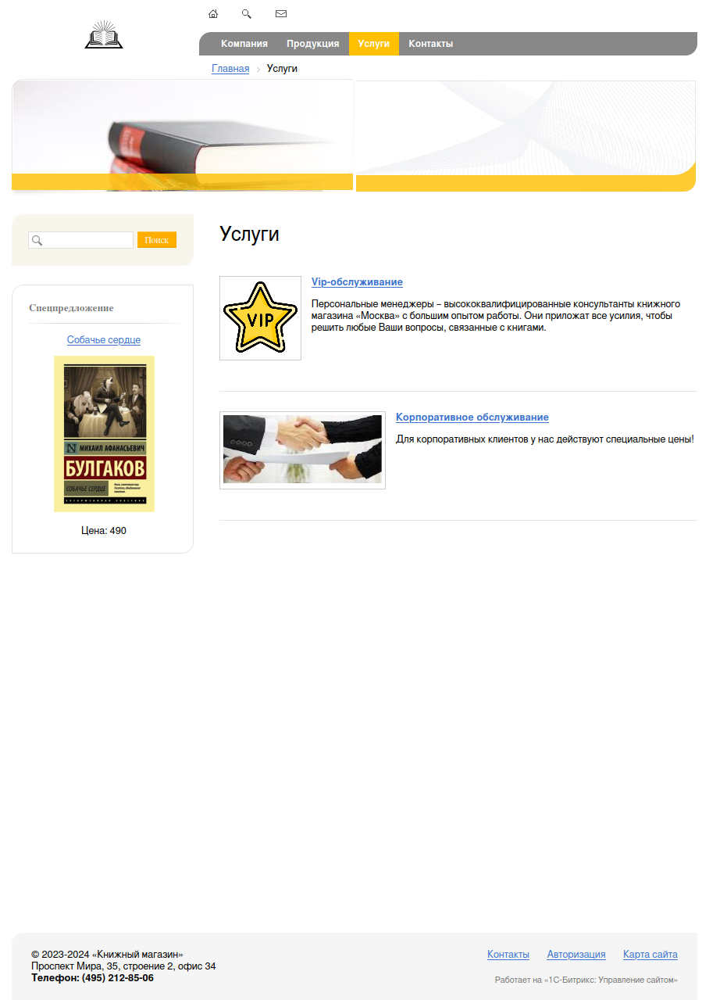 Компания Продукция Услуги Контакты
Главная > Услуги
Поиск
Услуги
Спецпредложение
Собачье сердце
МИХАИЛ АФАНАСЬЕВИЧ
БУЛГАКОВ
СОБАЧЬЕ СЕРДЦЕ
Цена: 490
VIP
Vip-обслуживание
Персональные менеджеры – высококвалифицированные консультанты книжного
магазина «Москва» с большим опытом работы. Они приложат все усилия, чтобы
решить любые Ваши вопросы, связанные с книгами.
Корпоративное обслуживание
Для корпоративных клиентов у нас действуют специальные цены!
© 2023-2024 «Книжный магазин»
Проспект Мира, 35, строение 2, офис 34
Телефон: (495) 212-85-06
Контакты Авторизация Карта сайта
Работает на «1С-Битрикс: Управление сайтом»